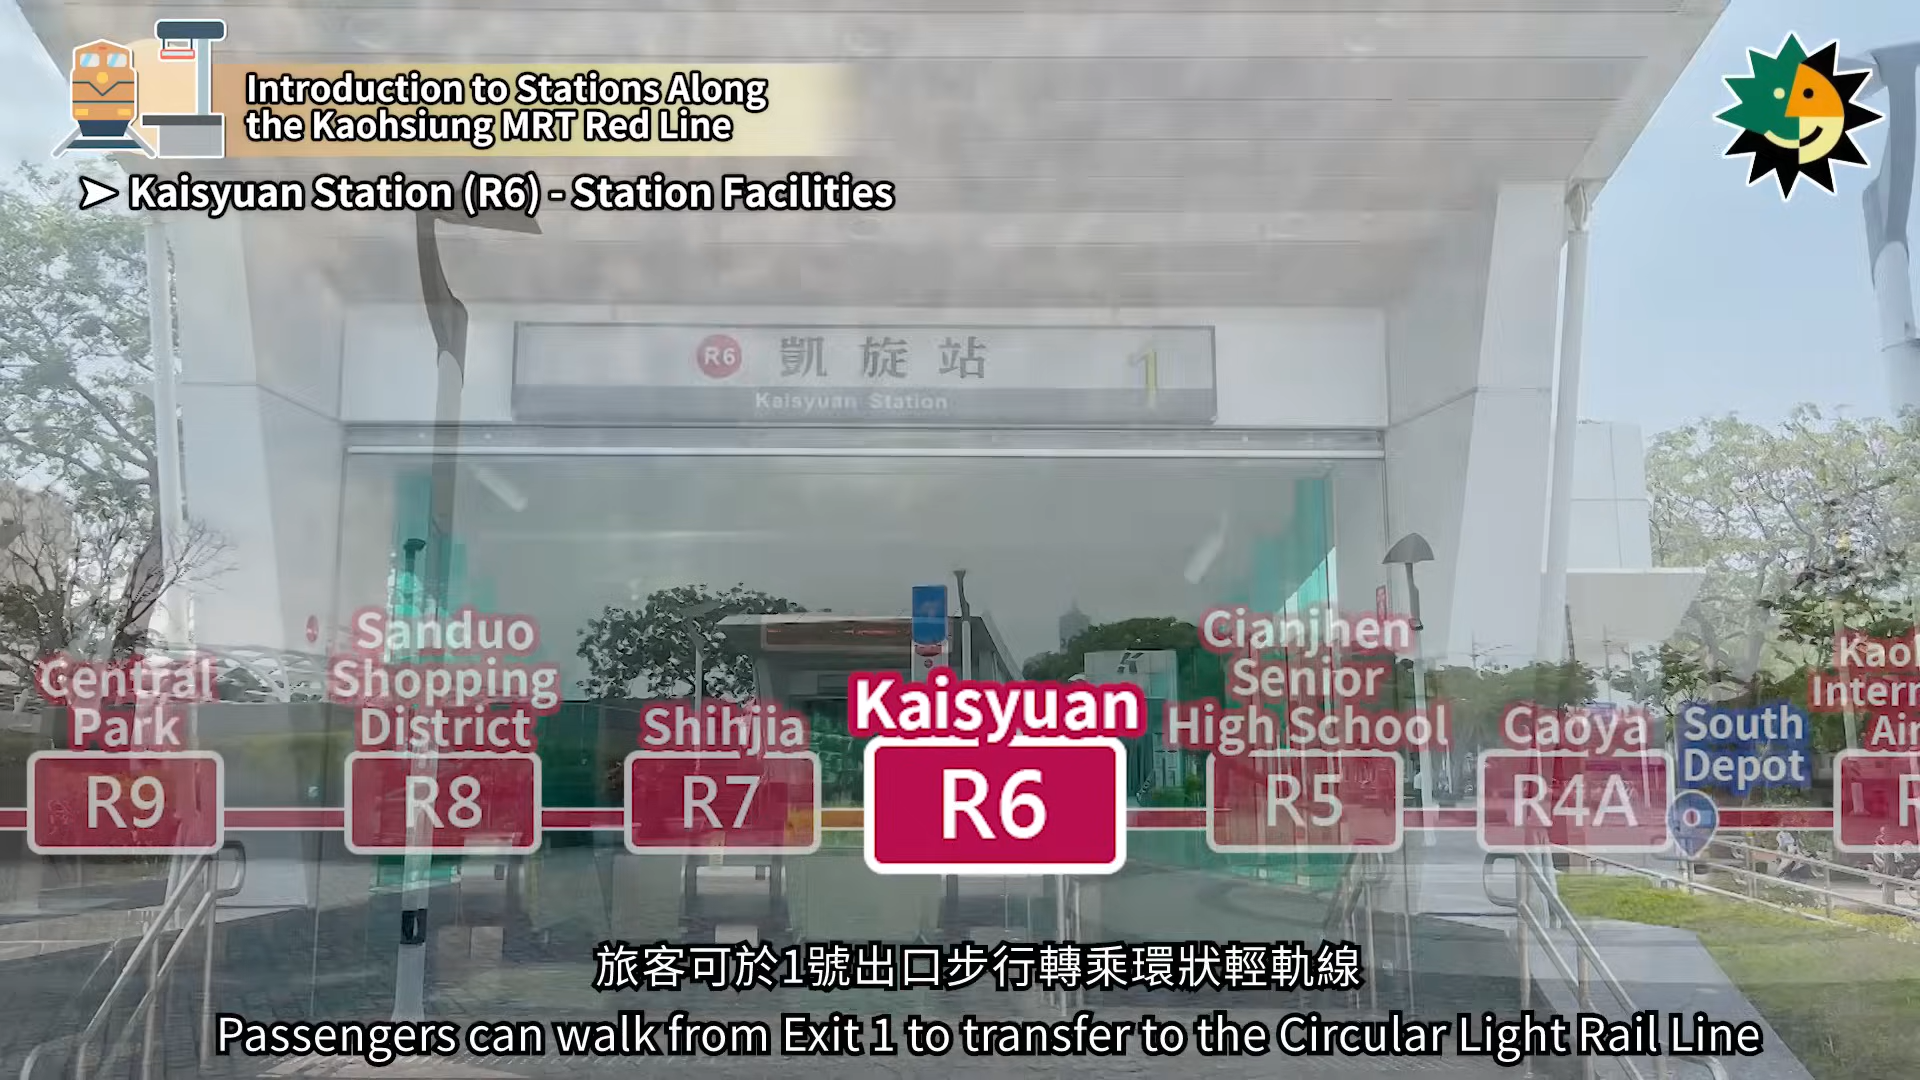 Introduction to Stations Along
the Kaohsiung MRT Red Line
➤ Kaisyuan Station (R6) - Station Facilities
R6 凱旋站 1
Kaisyuan Station
Central
Park
R9
Sanduo
Shopping
District
R8
Shihjia
R7
Kaisyuan
R6
Cianjhen
Senior
High School
R5
Caoya
R4A
South
Depot
旅客可於1號出口步行轉乘環狀輕軌線
Passengers can walk from Exit 1 to transfer to the Circular Light Rail Line